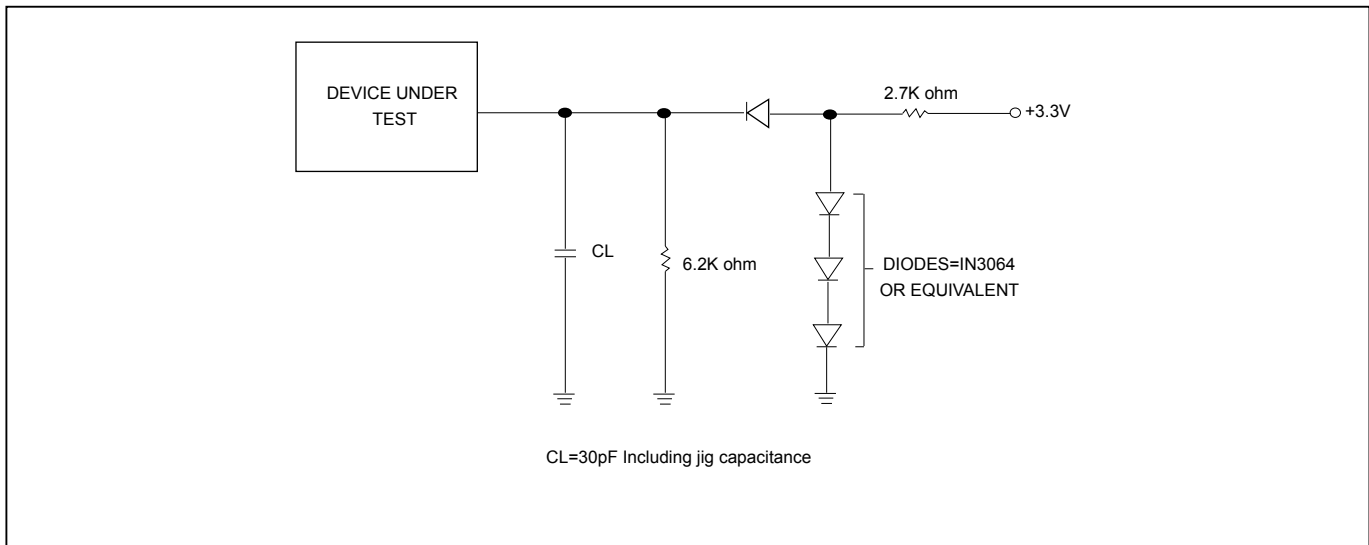 DEVICE UNDER
TEST
2.7K ohm
+3.3V
CL
6.2K ohm
DIODES=IN3064
OR EQUIVALENT
CL=30pF Including jig capacitance